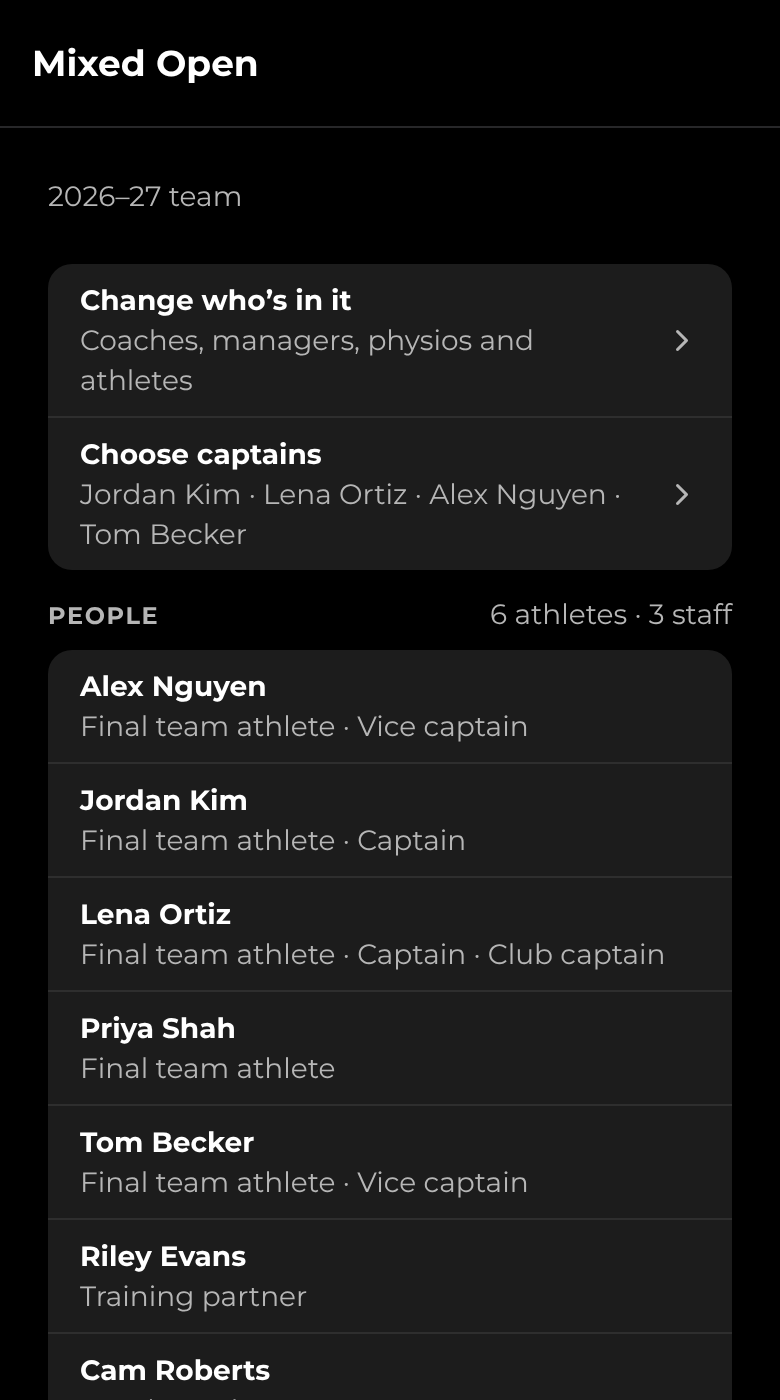 Mixed Open
2026–27 team
Change who’s in it
Coaches, managers, physios and
athletes
Choose captains
Jordan Kim · Lena Ortiz · Alex Nguyen ·
Tom Becker
PEOPLE 6 athletes · 3 staff
Alex Nguyen
Final team athlete · Vice captain
Jordan Kim
Final team athlete · Captain
Lena Ortiz
Final team athlete · Captain · Club captain
Priya Shah
Final team athlete
Tom Becker
Final team athlete · Vice captain
Riley Evans
Training partner
Cam Roberts